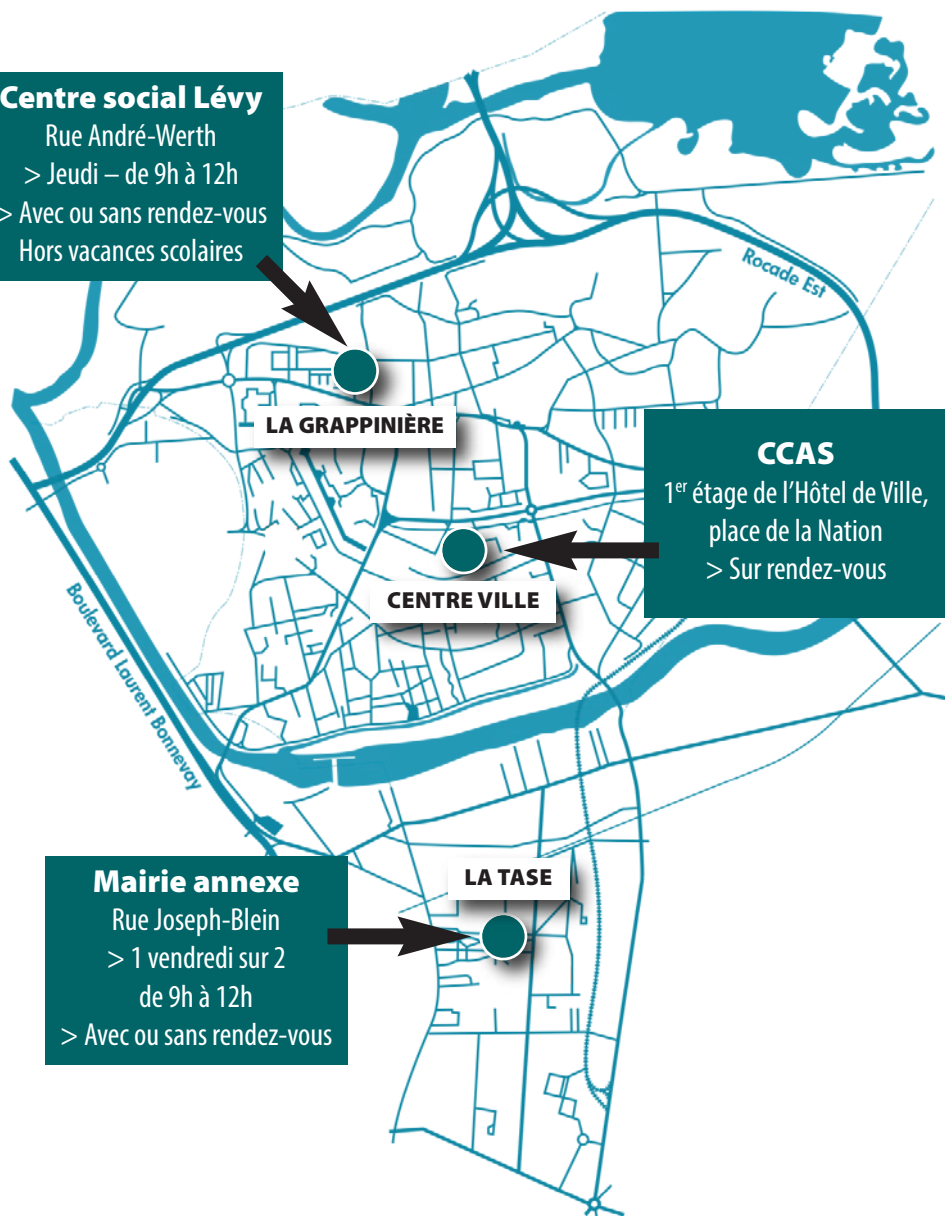 Centre social Lévy
Rue André-Werth
> Jeudi – de 9h à 12h
> Avec ou sans rendez-vous
Hors vacances scolaires
Rocade Est
LA GRAPPINIÈRE
CCAS
1er étage de l'Hôtel de Ville,
place de la Nation
> Sur rendez-vous
CENTRE VILLE
Boulevard Laurent Bonnevay
Mairie annexe
Rue Joseph-Blein
> 1 vendredi sur 2
de 9h à 12h
> Avec ou sans rendez-vous
LA TASE